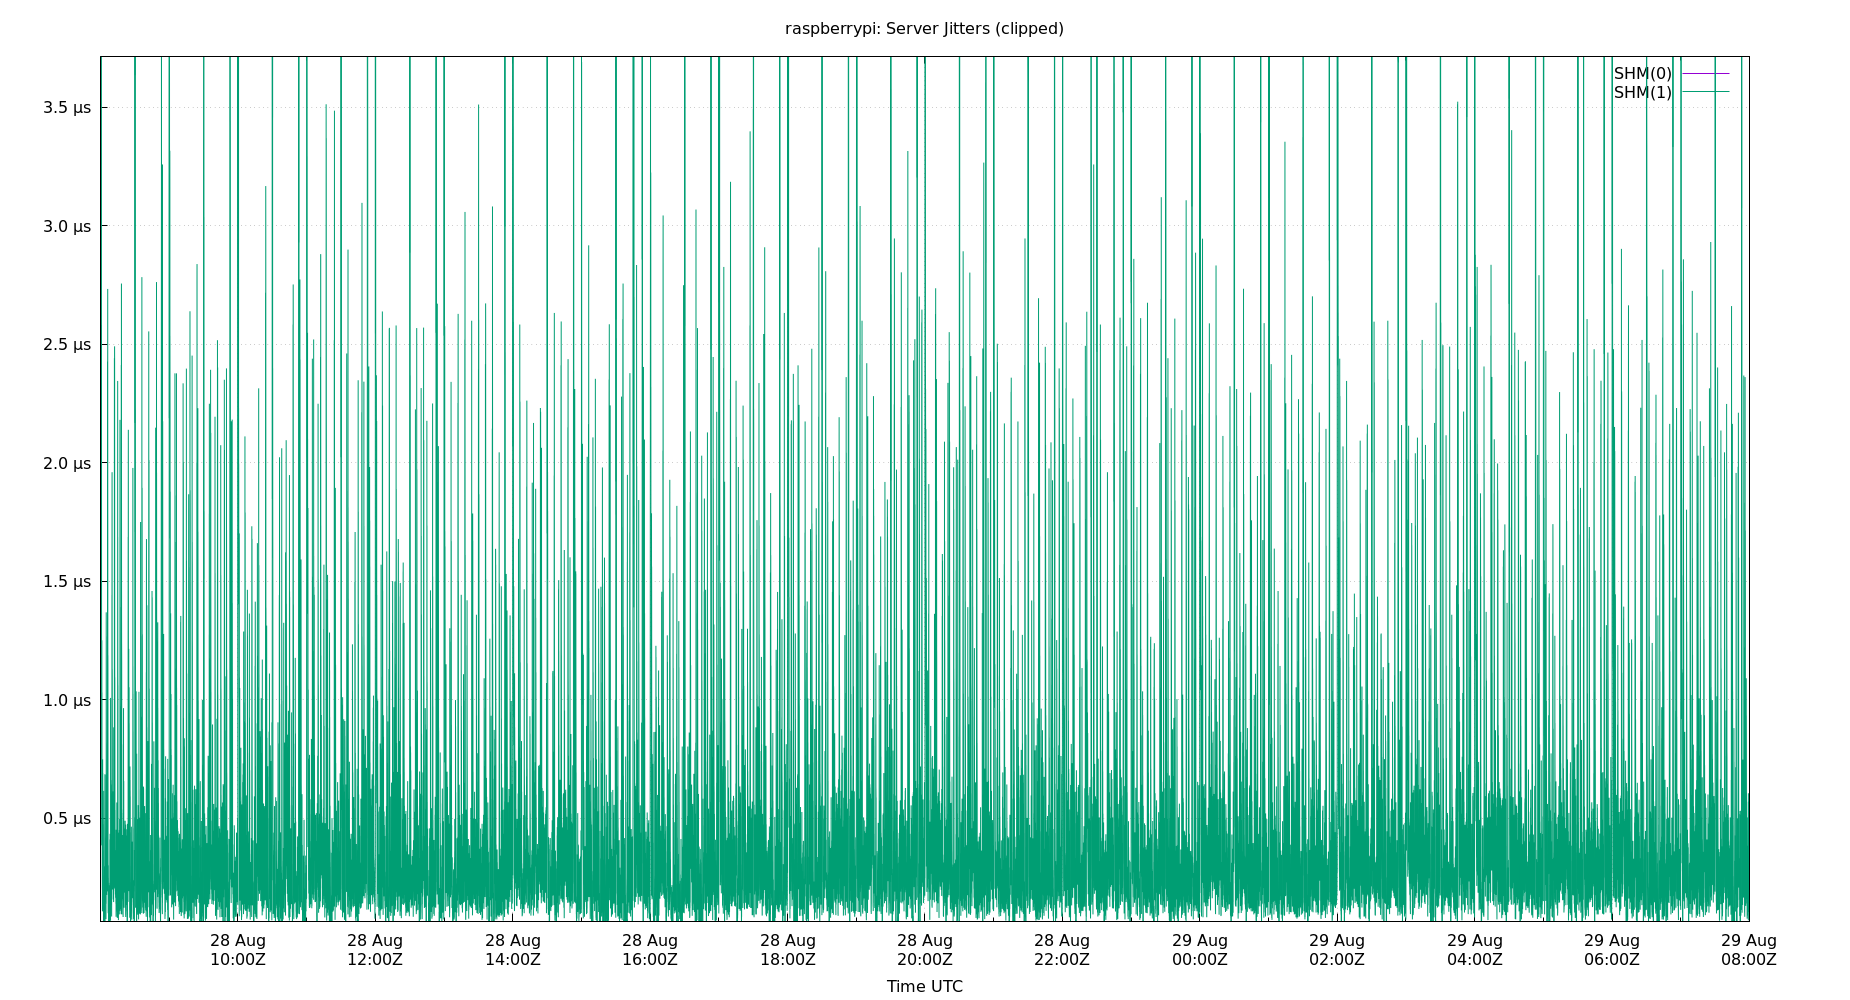 raspberrypi: Server Jitters (clipped)
SHM(0)
SHM(1)
3.5 µs
3.0 µs
2.5 µs
2.0 µs
1.5 µs
1.0 µs
0.5 µs
28 Aug 28 Aug 28 Aug 28 Aug 28 Aug 28 Aug 28 Aug 29 Aug 29 Aug 29 Aug 29 Aug 29 Aug
10:00Z 12:00Z 14:00Z 16:00Z 18:00Z 20:00Z 22:00Z 00:00Z 02:00Z 04:00Z 06:00Z 08:00Z
Time UTC